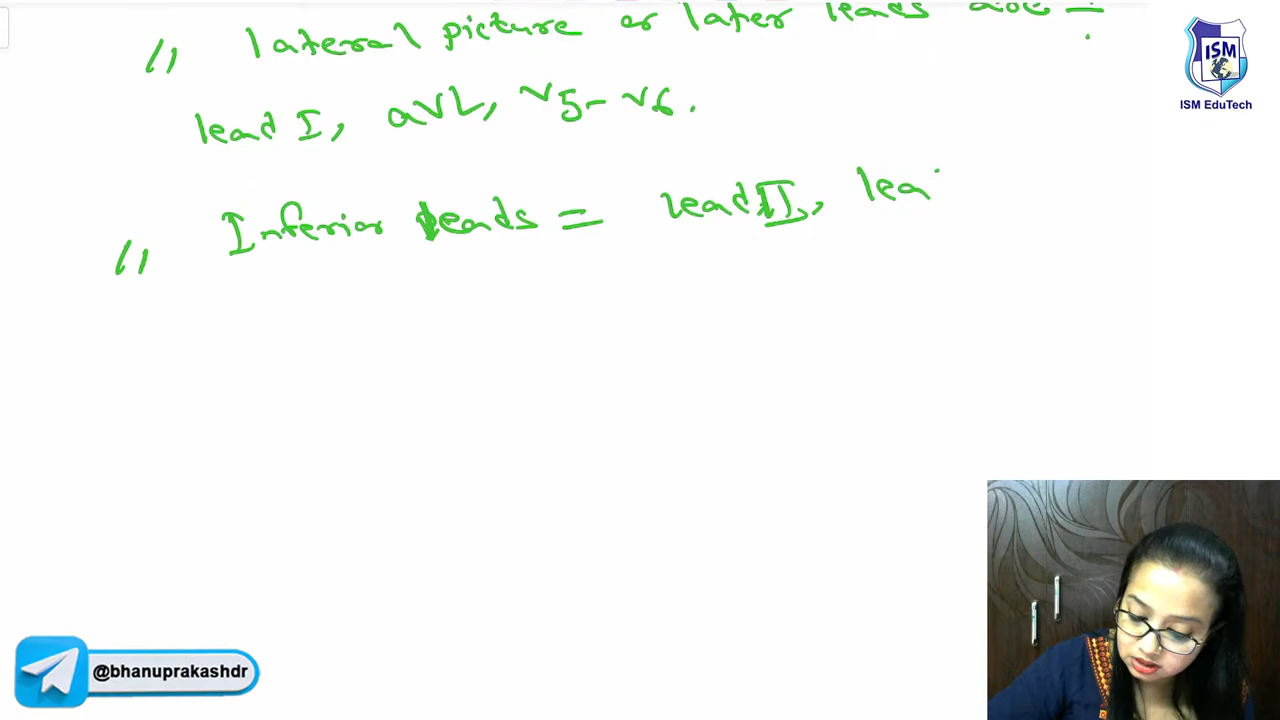 // lateral picture or later leads are =
lead I, aVL, V5 - V6.
// Inferior leads = lead II, lea
ISM
ISM EduTech
@bhanuprakashdr